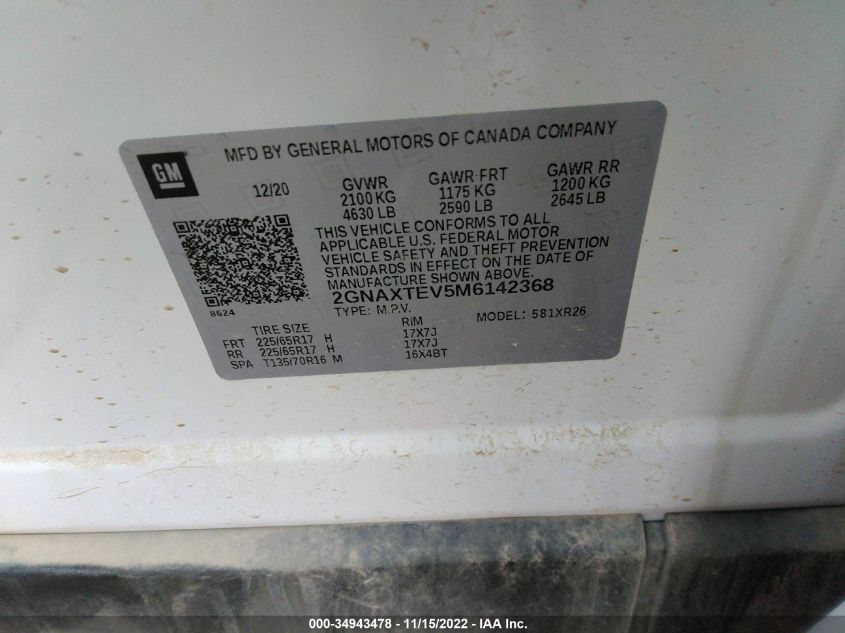 GM
MFD BY GENERAL MOTORS OF CANADA COMPANY
12/20 GVWR GAWR FRT GAWR RR
2100 KG 1175 KG 1200 KG
4630 LB 2590 LB 2645 LB
THIS VEHICLE CONFORMS TO ALL
APPLICABLE U.S. FEDERAL MOTOR
VEHICLE SAFETY AND THEFT PREVENTION
STANDARDS IN EFFECT ON THE DATE OF
MANUFACTURE SHOWN ABOVE.
2GNAXTEV5M6142368
8624 TYPE: M.P.V. MODEL: 581XR26
TIRE SIZE RIM
FRT 225/65R17 H 17X7J
RR 225/65R17 H 17X7J
SPA T135/70R16 M 16X4BT
000-34943478 - 11/15/2022 - IAA Inc.